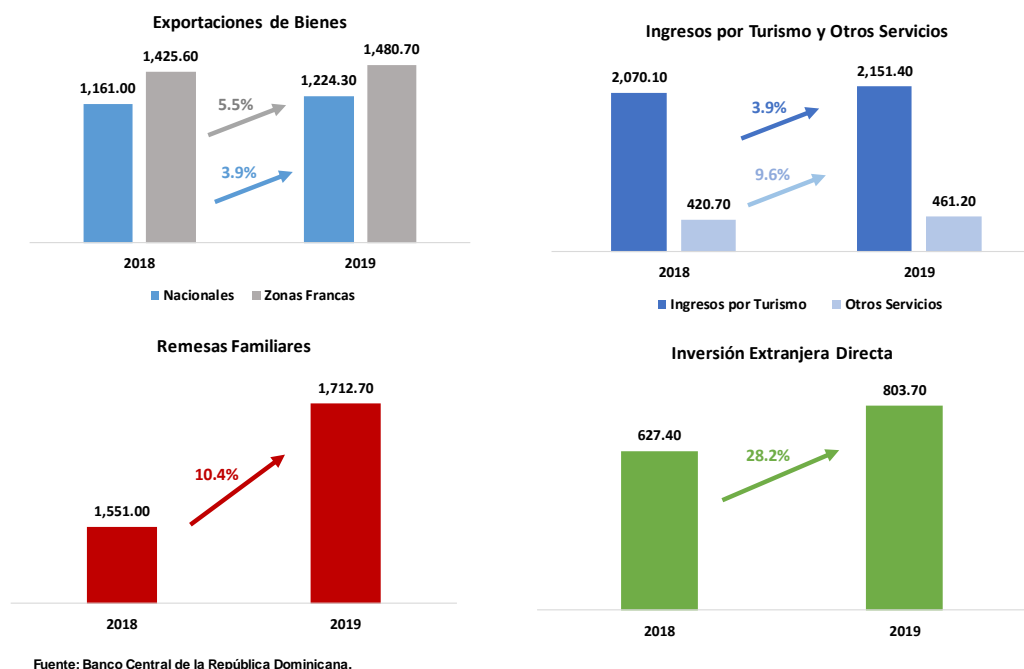 Exportaciones de Bienes
1,161.00
1,425.60
1,224.30
1,480.70
5.5%
3.9%
2018
2019
Nacionales
Zonas Francas
Ingresos por Turismo y Otros Servicios
2,070.10
2,151.40
3.9%
9.6%
420.70
461.20
2018
2019
Ingresos por Turismo
Otros Servicios
Remesas Familiares
1,712.70
10.4%
1,551.00
2018
2019
Inversión Extranjera Directa
803.70
627.40
28.2%
2018
2019
Fuente: Banco Central de la República Dominicana.